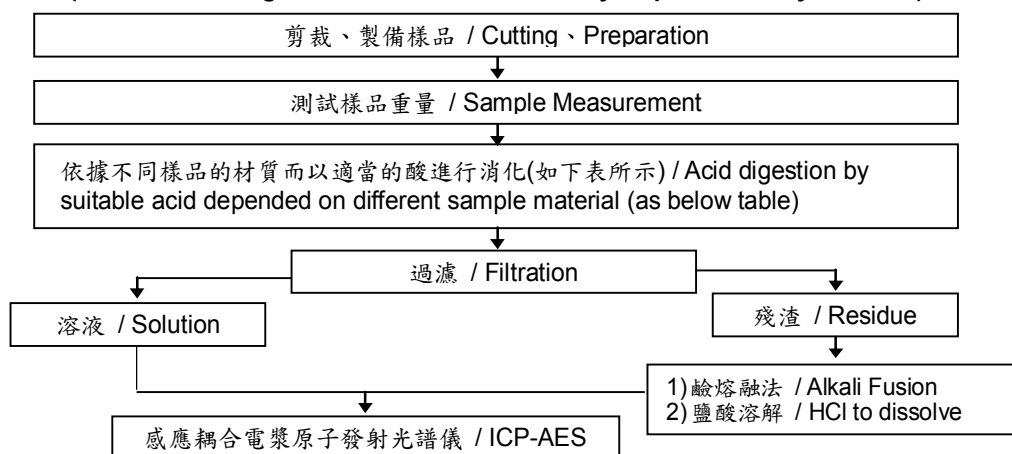 剪裁、製備樣品 / Cutting、Preparation
測試樣品重量 / Sample Measurement
依據不同樣品的材質而以適當的酸進行消化(如下表所示) / Acid digestion by
suitable acid depended on different sample material (as below table)
過濾 / Filtration
溶液 / Solution
殘渣 / Residue
1)鹼熔融法 / Alkali Fusion
2)鹽酸溶解 / HCl to dissolve
感應耦合電漿原子發射光譜儀 / ICP-AES